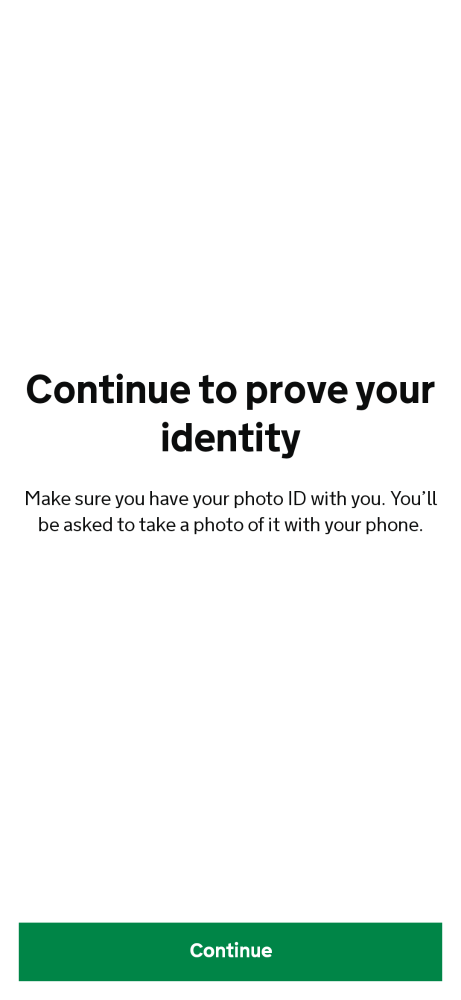 Continue to prove your
identity
Make sure you have your photo ID with you. You’ll
be asked to take a photo of it with your phone.
Continue